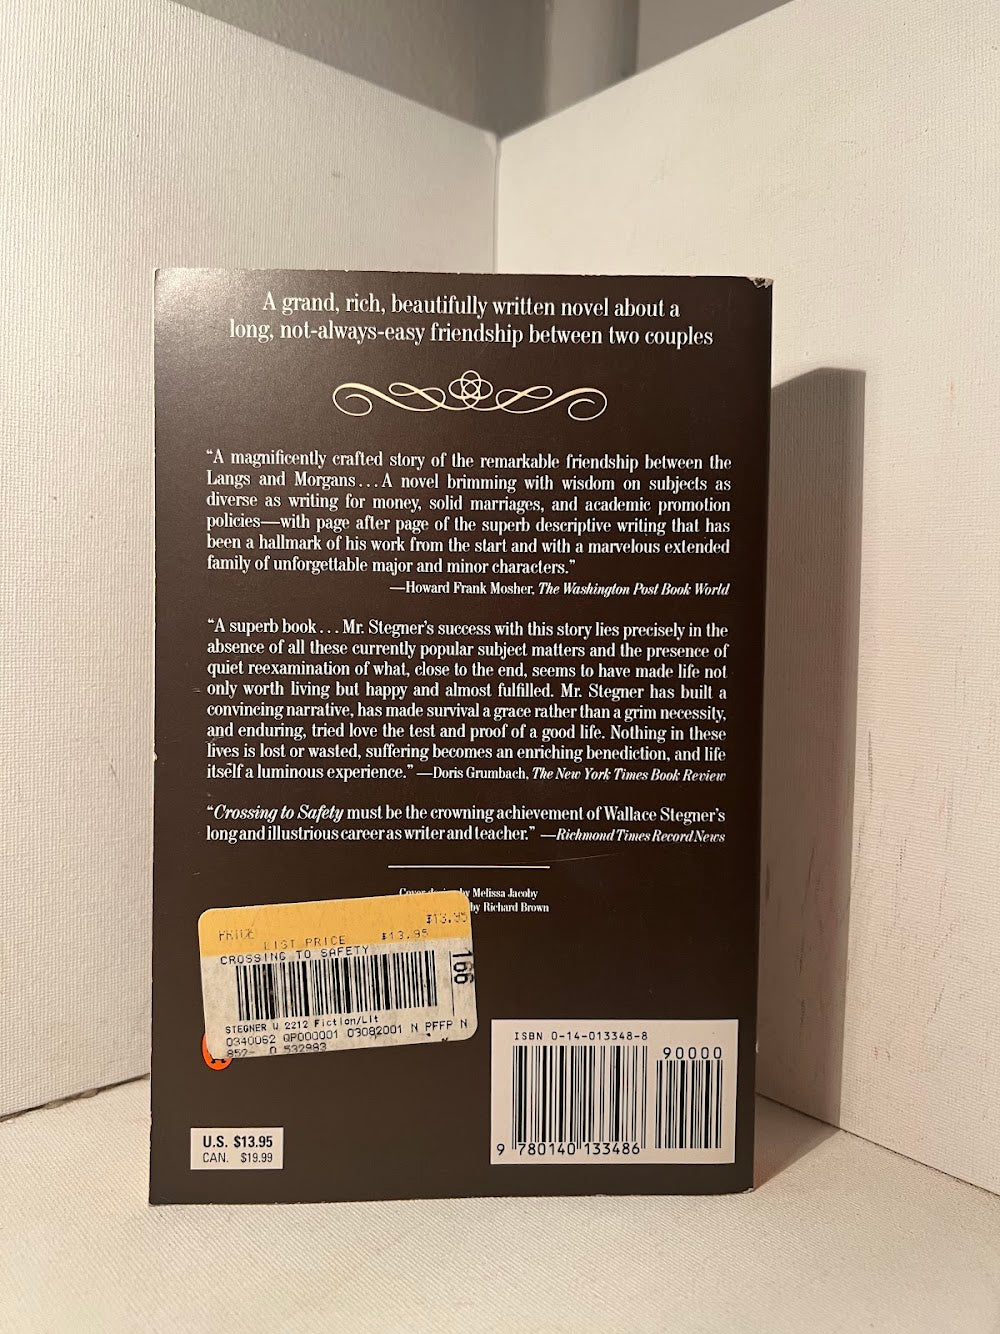 A grand, rich, beautifully written novel about a
long, not-always-easy friendship between two couples
“A magnificently crafted story of the remarkable friendship between the
Langs and Morgans...A novel brimming with wisdom on subjects as
diverse as writing for money, solid marriages, and academic promotion
policies—with page after page of the superb descriptive writing that has
been a hallmark of his work from the start and with a marvelous extended
family of unforgettable major and minor characters.”
—Howard Frank Mosher, The Washington Post Book World
“A superb book...Mr. Stegner’s success with this story lies precisely in the
absence of all these currently popular subject matters and the presence of
quiet reexamination of what, close to the end, seems to have made life not
only worth living but happy and almost fulfilled. Mr. Stegner has built a
convincing narrative, has made survival a grace rather than a grim necessity,
and enduring, tried love the test and proof of a good life. Nothing in these
lives is lost or wasted, suffering becomes an enriching benediction, and life
itself a luminous experience.” —Doris Grumbach, The New York Times Book Review
“Crossing to Safety must be the crowning achievement of Wallace Stegner’s
long and illustrious career as writer and teacher.” —Richmond Times Record News
Cover design by Melissa Jacoby
by Richard Brown
PRICE $13.95
LIST PRICE $13.95
CROSSING TO SAFETY
166
STEGNER W 2212 Fiction/Lit
0340062 QP000001 03082001 N PFFP N
852- 0 532983
ISBN 0-14-013348-8
90000
9 780140 133486
U.S. $13.95
CAN. $19.99